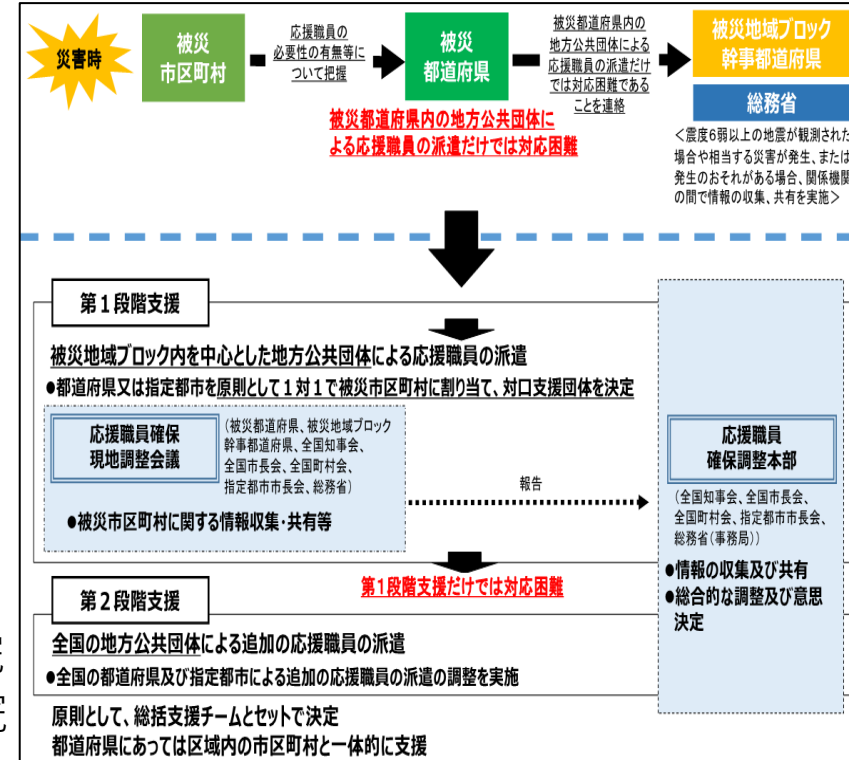 災害時
被災
市区町村
応援職員の
必要性の有無等に
ついて把握
被災
都道府県
被災都道府県内の
地方公共団体による
応援職員の派遣だけ
では対応困難である
ことを連絡
被災地域ブロック
幹事都道府県
総務省
<震度6弱以上の地震が観測された
場合や相当する災害が発生、または
発生のおそれがある場合、関係機関
の間で情報の収集、共有を実施>
被災都道府県内の地方公共団体に
よる応援職員の派遣だけでは対応困難
第1段階支援
被災地域ブロック内を中心とした地方公共団体による応援職員の派遣
●都道府県又は指定都市を原則として1対1で被災市区町村に割り当て、対口支援団体を決定
応援職員確保
現地調整会議
(被災都道府県、被災地域ブロック
幹事都道府県、全国知事会、
全国市長会、全国町村会、
指定都市市長会、総務省)
●被災市区町村に関する情報収集・共有等
報告
応援職員
確保調整本部
(全国知事会、全国市長会、
全国町村会、指定都市市長会、
総務省(事務局))
●情報の収集及び共有
●総合的な調整及び意思
決定
第1段階支援だけでは対応困難
第2段階支援
全国の地方公共団体による追加の応援職員の派遣
●全国の都道府県及び指定都市による追加の応援職員の派遣の調整を実施
原則として、総括支援チームとセットで決定
都道府県にあっては区域内の市区町村と一体的に支援